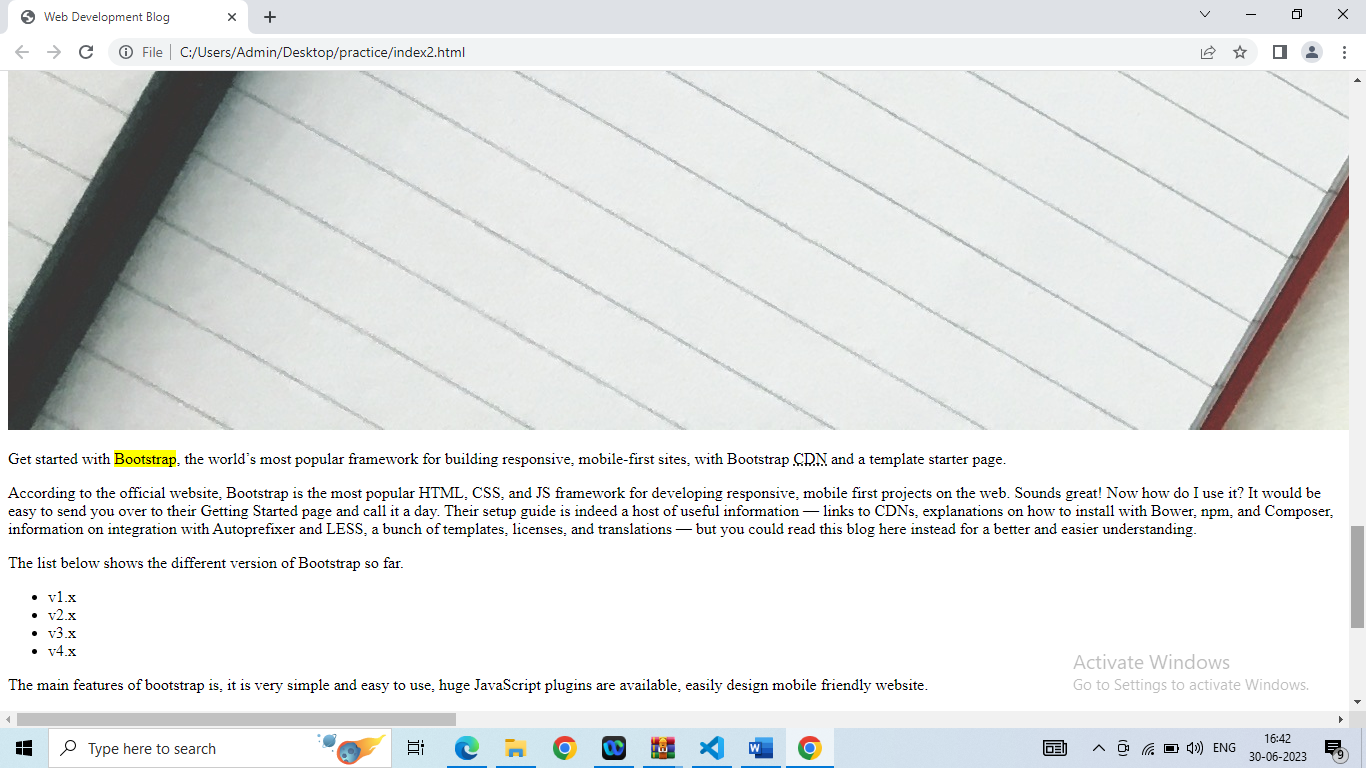 Web Development Blog
File
C:/Users/Admin/Desktop/practice/index2.html
Get started with Bootstrap, the world’s most popular framework for building responsive, mobile-first sites, with Bootstrap CDN and a template starter page.
According to the official website, Bootstrap is the most popular HTML, CSS, and JS framework for developing responsive, mobile first projects on the web. Sounds great! Now how do I use it? It would be
easy to send you over to their Getting Started page and call it a day. Their setup guide is indeed a host of useful information — links to CDNs, explanations on how to install with Bower, npm, and Composer,
information on integration with Autoprefixer and LESS, a bunch of templates, licenses, and translations — but you could read this blog here instead for a better and easier understanding.
The list below shows the different version of Bootstrap so far.
• v1.x
• v2.x
• v3.x
• v4.x
The main features of bootstrap is, it is very simple and easy to use, huge JavaScript plugins are available, easily design mobile friendly website.
Activate Windows
Go to Settings to activate Windows.
Type here to search
ENG
16:42
30-06-2023
9